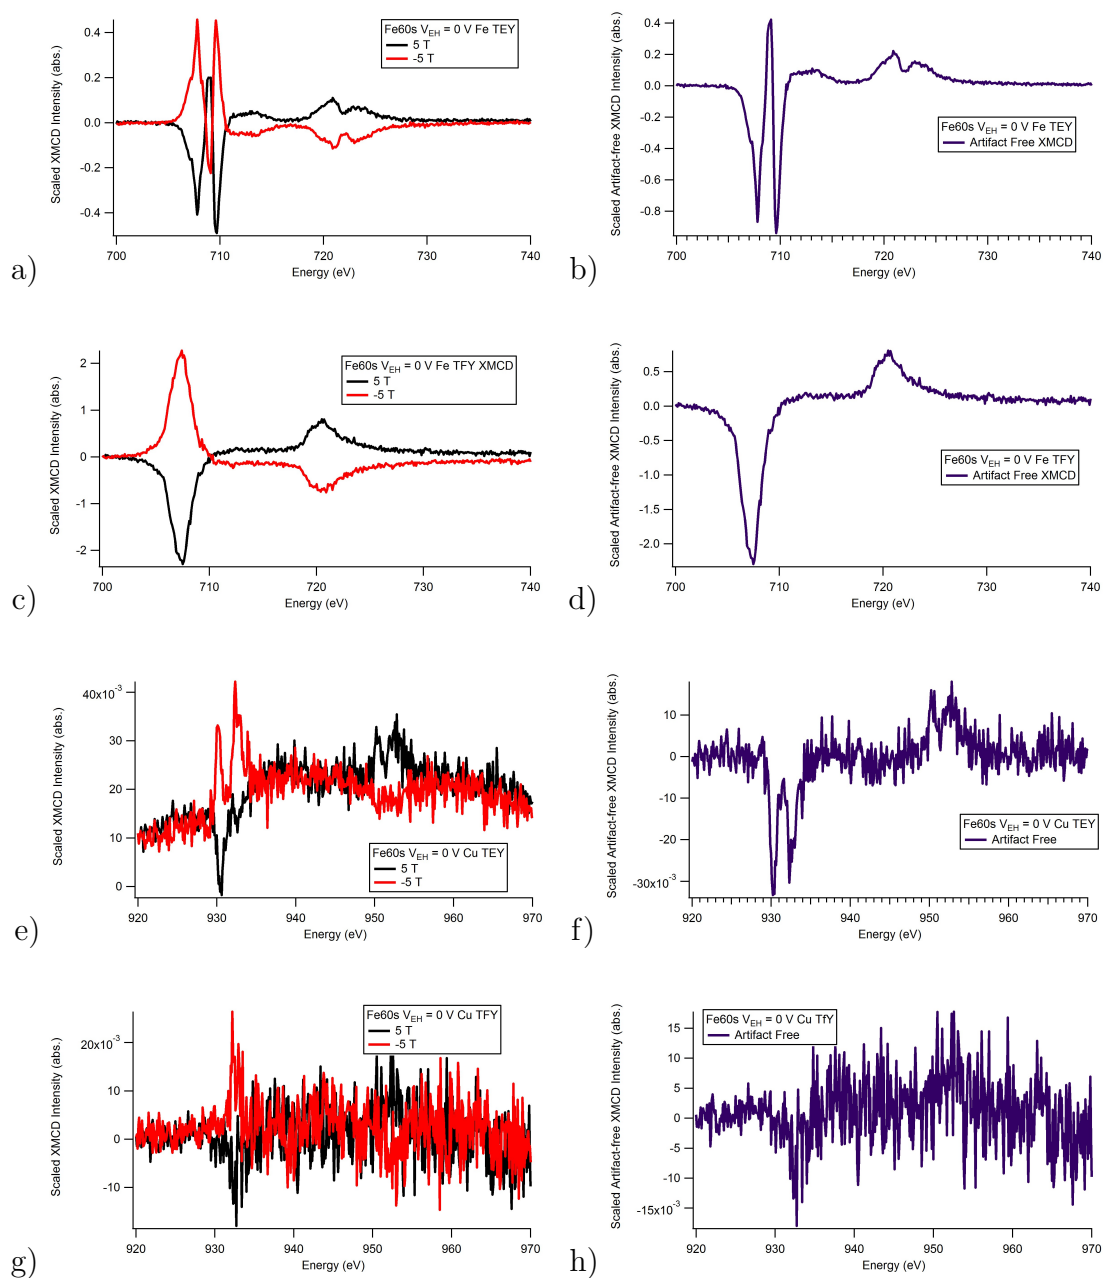 Scaled XMCD Intensity (abs.)
0.4
0.2
0.0
-0.2
-0.4
Fe60s VEH = 0 V Fe TEY
5 T
-5 T
700
710
720
730
740
Energy (eV)
a)
Scaled Artifact-free XMCD Intensity (abs.)
0.4
0.2
0.0
-0.2
-0.4
-0.6
-0.8
Fe60s VEH = 0 V Fe TEY
Artifact Free XMCD
700
710
720
730
740
Energy (eV)
b)
Scaled XMCD Intensity (abs.)
2
1
0
-1
-2
Fe60s VEH = 0 V Fe TFY XMCD
5 T
-5 T
700
710
720
730
740
Energy (eV)
c)
Scaled Artifact-free XMCD Intensity (abs.)
0.5
0.0
-0.5
-1.0
-1.5
-2.0
Fe60s VEH = 0 V Fe TFY
Artifact Free XMCD
700
710
720
730
740
Energy (eV)
d)
Scaled XMCD Intensity (abs.)
40x10-3
30
20
10
0
Fe60s VEH = 0 V Cu TEY
5 T
-5 T
920
930
940
950
960
970
Energy (eV)
e)
Scaled Artifact-free XMCD Intensity (abs.)
10
0
-10
-20
-30x10-3
Fe60s VEH = 0 V Cu TEY
Artifact Free
920
930
940
950
960
970
Energy (eV)
f)
Scaled XMCD Intensity (abs.)
20x10-3
10
0
-10
Fe60s VEH = 0 V Cu TFY
5 T
-5 T
920
930
940
950
960
970
Energy (eV)
g)
Scaled Artifact-free XMCD Intensity (abs.)
15
10
5
0
-5
-10
-15x10-3
Fe60s VEH = 0 V Cu TfY
Artifact Free
920
930
940
950
960
970
Energy (eV)
h)